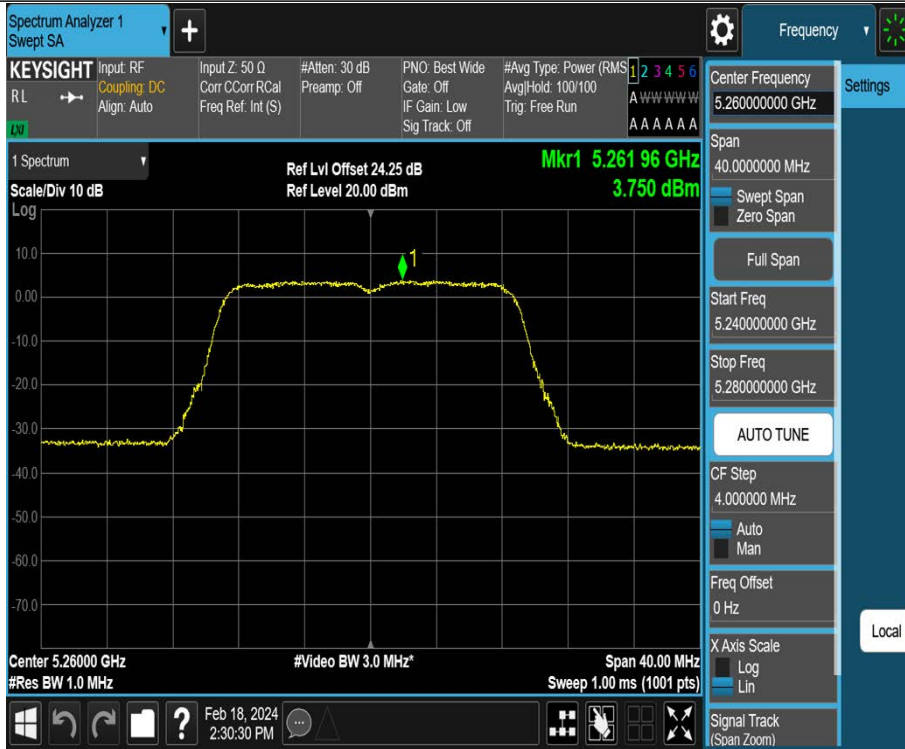 Spectrum Analyzer 1
Swept SA
+
Frequency
KEYSIGHT
RL
LXI
Input: RF
Coupling: DC
Align: Auto
Input Z: 50 Ω
Corr CCorr RCal
Freq Ref: Int (S)
#Atten: 30 dB
Preamp: Off
PNO: Best Wide
Gate: Off
IF Gain: Low
Sig Track: Off
#Avg Type: Power (RMS
Avg|Hold: 100/100
Trig: Free Run
1 2 3 4 5 6
A W W W W W
A A A A A A
1 Spectrum
Scale/Div 10 dB
Log
Ref Lvl Offset 24.25 dB
Ref Level 20.00 dBm
Mkr1 5.261 96 GHz
3.750 dBm
10.0
0.00
-10.0
-20.0
-30.0
-40.0
-50.0
-60.0
-70.0
1
Center 5.26000 GHz
#Res BW 1.0 MHz
#Video BW 3.0 MHz*
Span 40.00 MHz
Sweep 1.00 ms (1001 pts)
?
Feb 18, 2024
2:30:30 PM
Center Frequency
5.260000000 GHz
Span
40.0000000 MHz
Swept Span
Zero Span
Full Span
Start Freq
5.240000000 GHz
Stop Freq
5.280000000 GHz
AUTO TUNE
CF Step
4.000000 MHz
Auto
Man
Freq Offset
0 Hz
X Axis Scale
Log
Lin
Signal Track
(Span Zoom)
Settings
Local